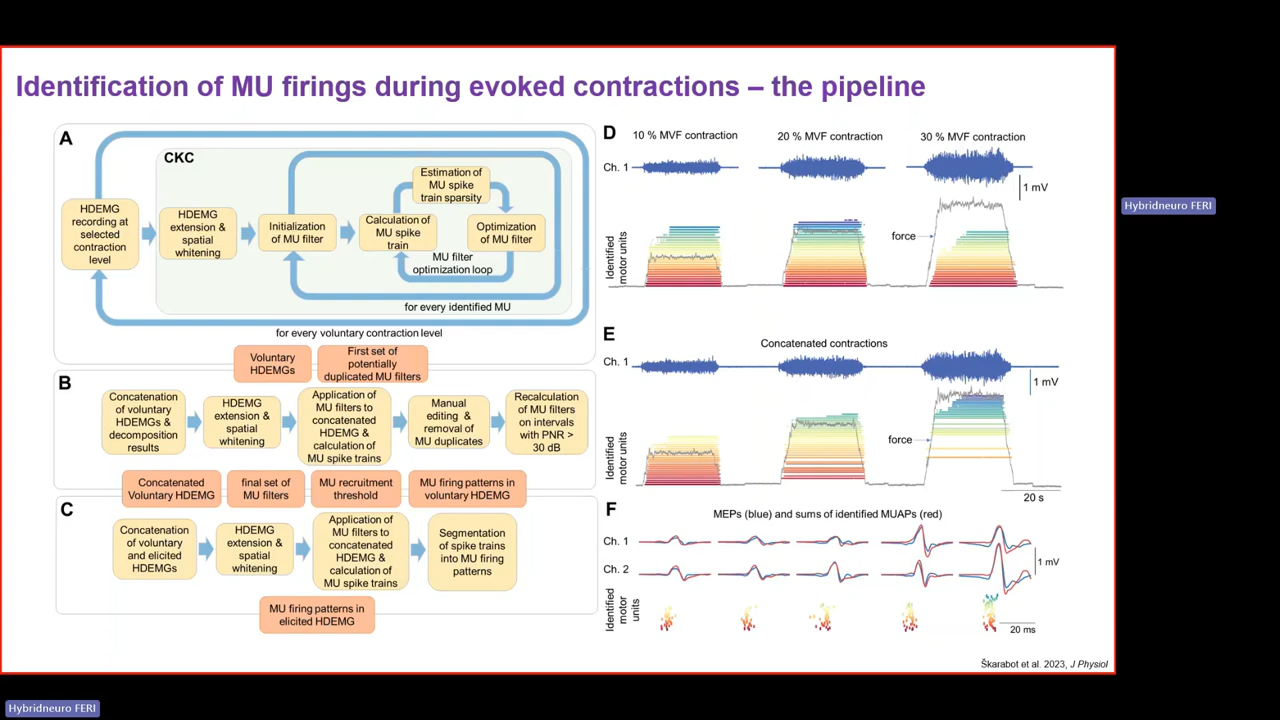 Identification of MU firings during evoked contractions – the pipeline
A
CKC
HDEMG
recording at
selected
contraction
level
HDEMG
extension &
spatial
whitening
Initialization
of MU filter
Calculation of
MU spike
train
Estimation of
MU spike
train sparsity
Optimization
of MU filter
MU filter
optimization loop
for every identified MU
for every voluntary contraction level
Voluntary
HDEMGs
First set of
potentially
duplicated MU filters
B
Concatenation
of voluntary
HDEMGs &
decomposition
results
HDEMG
extension &
spatial
whitening
Application of
MU filters to
concatenated
HDEMG &
calculation of
MU spike trains
Manual
editing &
removal of
MU duplicates
Recalculation
of MU filters
on intervals
with PNR >
30 dB
Concatenated
Voluntary HDEMG
final set of
MU filters
MU recruitment
threshold
MU firing patterns in
voluntary HDEMG
C
Concatenation
of voluntary
and elicited
HDEMGs
HDEMG
extension &
spatial
whitening
Application of
MU filters to
concatenated
HDEMG &
calculation of
MU spike trains
Segmentation
of spike trains
into MU firing
patterns
MU firing patterns in
elicited HDEMG
D
10 % MVF contraction
20 % MVF contraction
30 % MVF contraction
Ch. 1
1 mV
force
Identified
motor units
E
Concatenated contractions
Ch. 1
1 mV
force
Identified
motor units
20 s
F
MEPs (blue) and sums of identified MUAPs (red)
Ch. 1
Ch. 2
1 mV
Identified
motor
units
20 ms
Škarabot et al. 2023, J Physiol
Hybridneuro FERI
Hybridneuro FERI